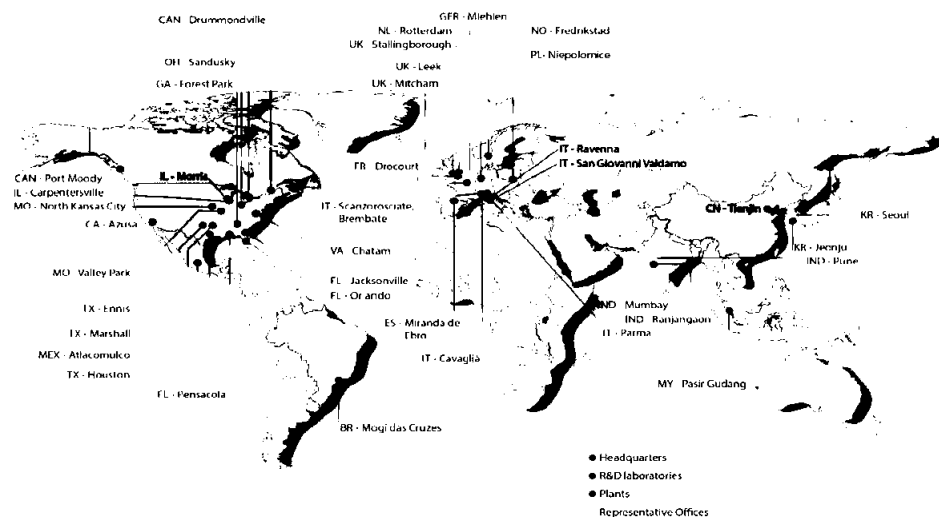 CAN - Drummondville
GER - Miehlen
NL - Rotterdam
NO - Fredrikstad
UK - Stallingborough
PL - Niepolomice
OH - Sandusky
UK - Leek
GA - Forest Park
UK - Mitcham
IT - Ravenna
FR - Drocourt
IT - San Giovanni Valdarno
CAN - Port Moody
IL - Morris
IL - Carpentersville
MO - North Kansas City
IT - Scanzorosciate,
Brembate
CN - Tianjin
KR - Seoul
CA - Azusa
VA - Chatam
KR - Jeonju
IND - Pune
MO - Valley Park
FL - Jacksonville
FL - Orlando
TX - Ennis
IND - Mumbay
ES - Miranda de
Ebro
IND - Ranjangaon
TX - Marshall
IT - Parma
MEX - Atlacomulco
IT - Cavaglià
TX - Houston
MY - Pasir Gudang
FL - Pensacola
BR - Mogi das Cruzes
Headquarters
R&D laboratories
Plants
Representative Offices